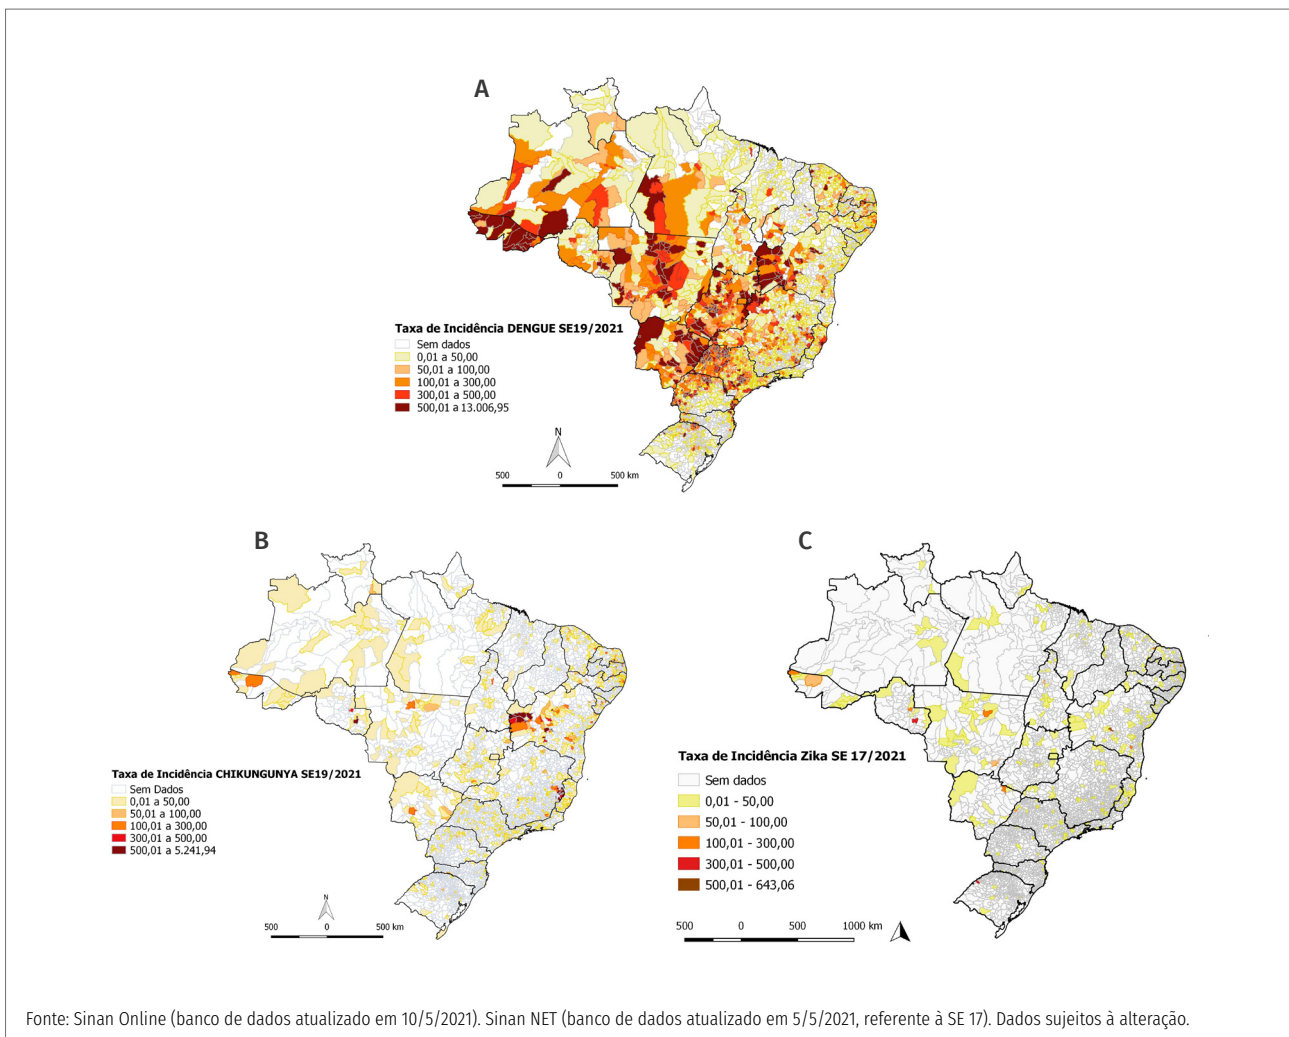 A
Taxa de Incidência DENGUE SE19/2021
Sem dados
0,01 a 50,00
50,01 a 100,00
100,01 a 300,00
300,01 a 500,00
500,01 a 13.006,95
N
500 0 500 km
B
Taxa de Incidência CHIKUNGUNYA SE19/2021
Sem Dados
0,01 a 50,00
50,01 a 100,00
100,01 a 300,00
300,01 a 500,00
500,01 a 5.241,94
N
500 0 500 km
C
Taxa de Incidência Zika SE 17/2021
Sem dados
0,01 - 50,00
50,01 - 100,00
100,01 - 300,00
300,01 - 500,00
500,01 - 643,06
500 0 500 1000 km
Fonte: Sinan Online (banco de dados atualizado em 10/5/2021). Sinan NET (banco de dados atualizado em 5/5/2021, referente à SE 17). Dados sujeitos à alteração.